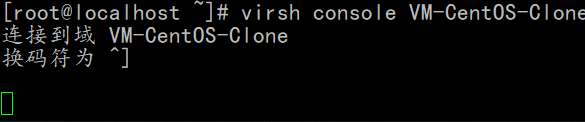 [root@localhost ~]# virsh console VM-CentOS-Clone
连接到域 VM-CentOS-Clone
换码符为 ^]